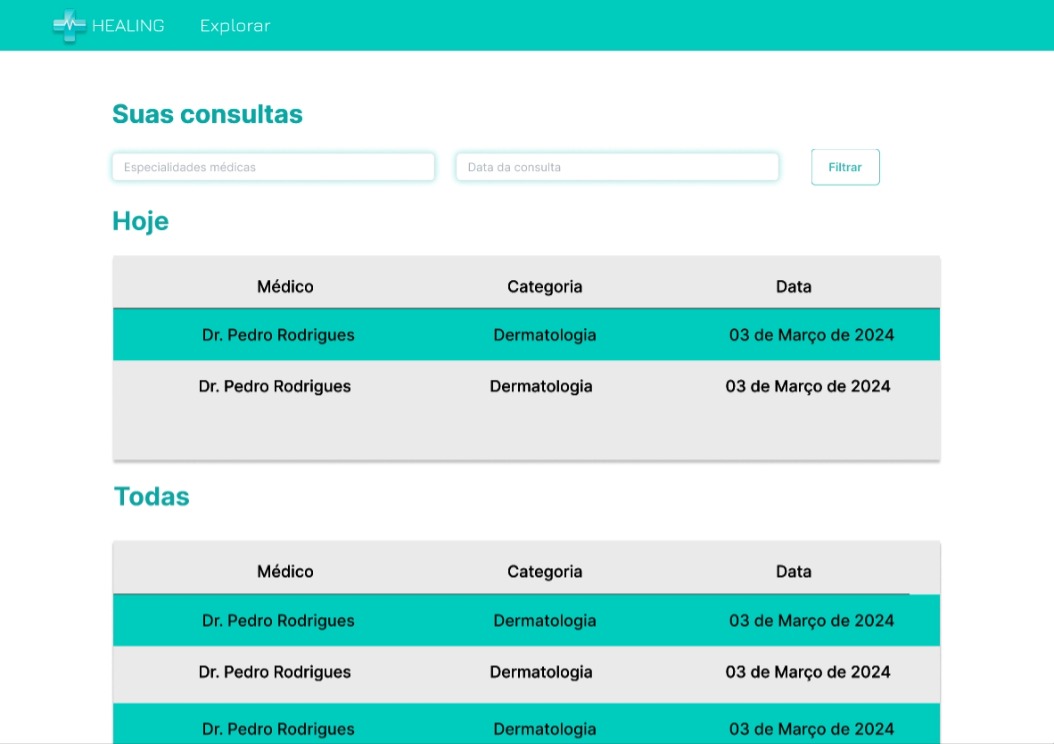 HEALING Explorar
Suas consultas
Especialidades médicas Data da consulta Filtrar
Hoje
Médico Categoria Data
Dr. Pedro Rodrigues Dermatologia 03 de Março de 2024
Dr. Pedro Rodrigues Dermatologia 03 de Março de 2024
Todas
Médico Categoria Data
Dr. Pedro Rodrigues Dermatologia 03 de Março de 2024
Dr. Pedro Rodrigues Dermatologia 03 de Março de 2024
Dr. Pedro Rodrigues Dermatologia 03 de Março de 2024